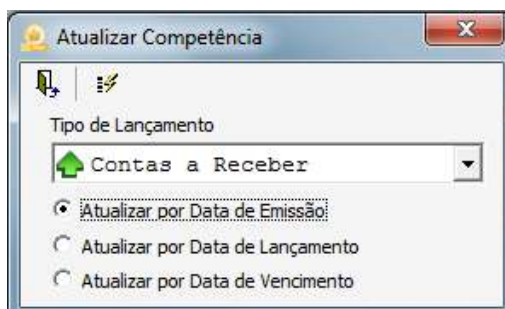 Atualizar Competência
Tipo de Lançamento
Contas a Receber
Atualizar por Data de Emissão
Atualizar por Data de Lançamento
Atualizar por Data de Vencimento